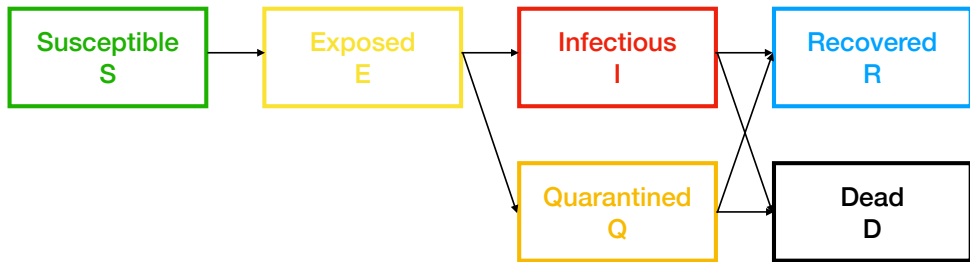 Susceptible
S
Exposed
E
Infectious
I
Recovered
R
Quarantined
Q
Dead
D